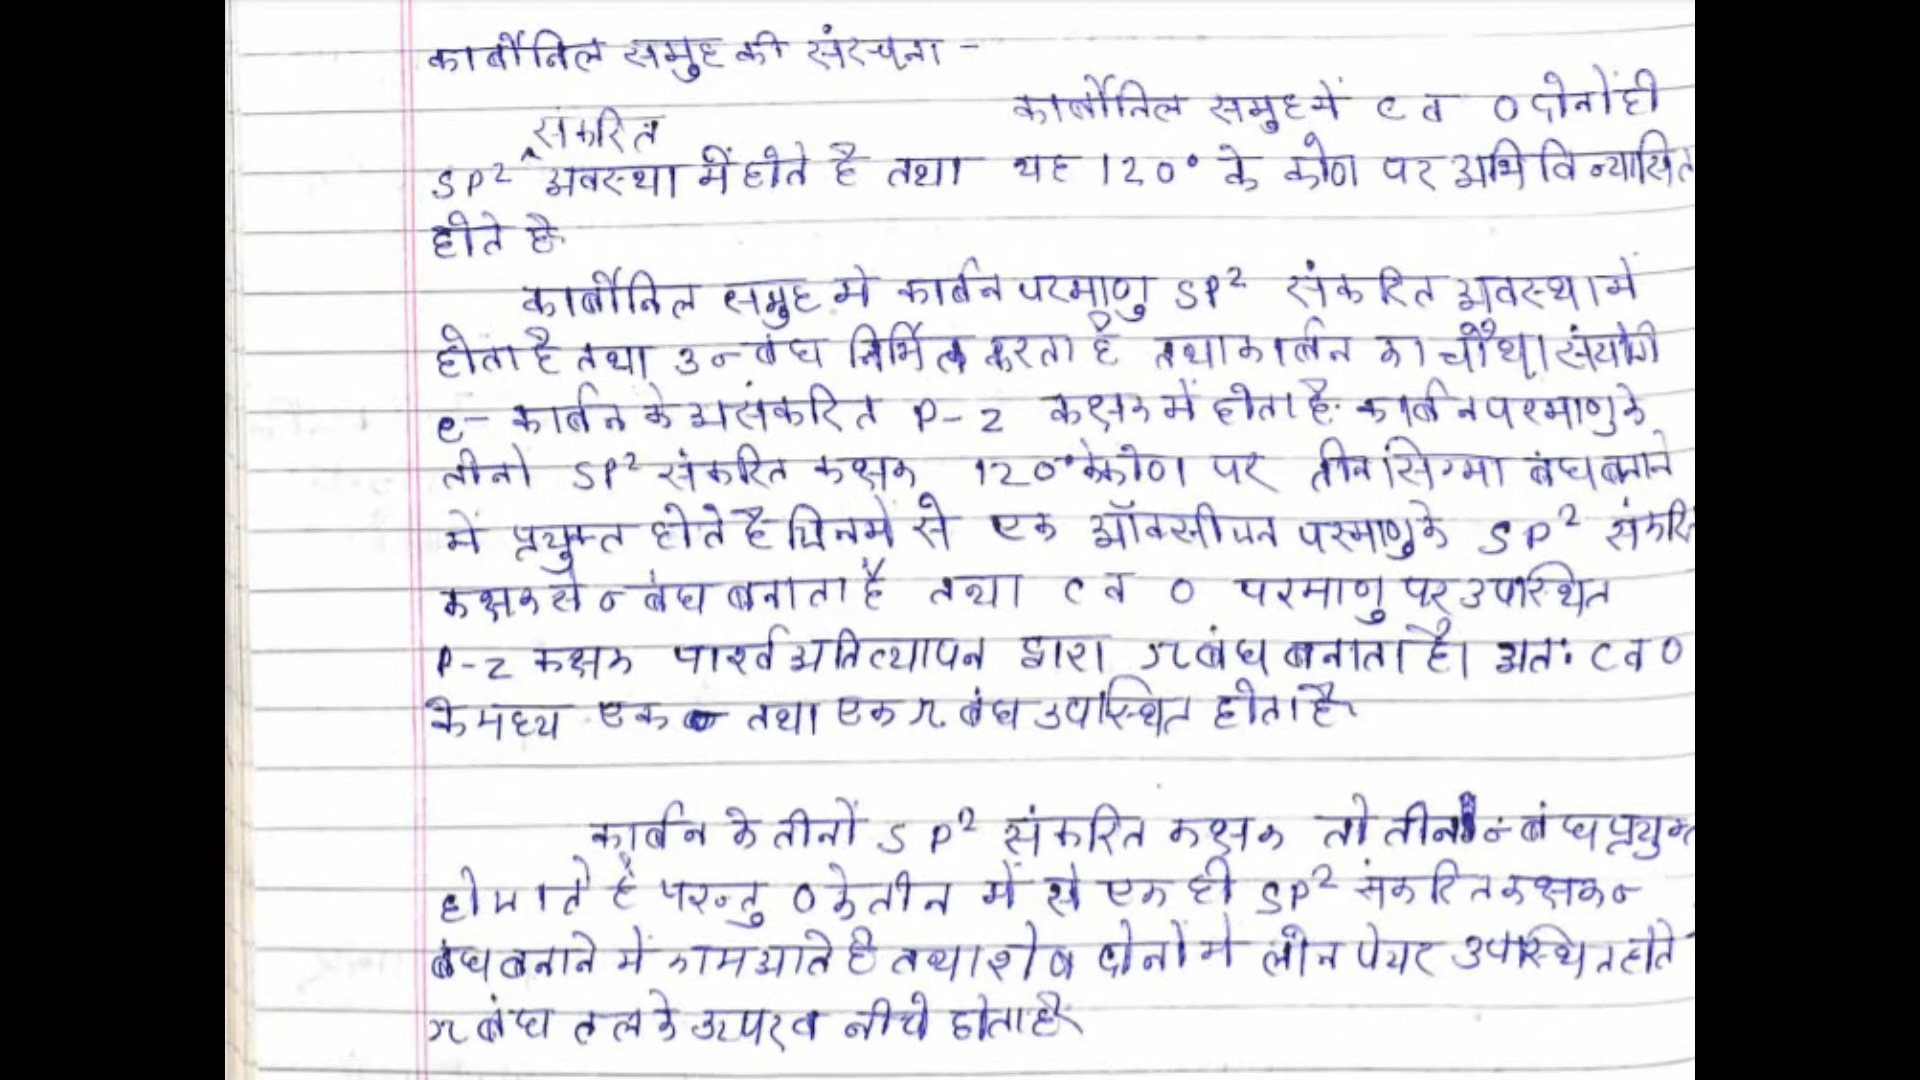 कार्बोनिल समुह की संरचना -
कार्बोनिल समुह में C व O दोनों ही
संकरित
SP² अवस्था में होते है तथा यह 120° के कोण पर अभिविन्यासित
होते है
कार्बोनिल समुह मे कार्बन परमाणु SP² संकरित अवस्था में
होता है तथा 3 σ बंध निर्मित करता है तथा कार्बन का चौथा संयोजी
e- कार्बन के असंकरित P-z कक्षक में होता है. कार्बन परमाणु के
तीनो SP² संकरित कक्षक 120° के कोण पर तीन सिग्मा बंध बनाने
में प्रयुक्त होते है जिनमें से एक ऑक्सीजन परमाणु के SP² संकरि
कक्षक से σ बंध बनाता है तथा C व O परमाणु पर उपस्थित
P-z कक्षक पार्श्व अतिव्यापन द्वारा π बंध बनाता है। अतः C व O
के मध्य एक σ तथा एक π बंध उपस्थित होता है
कार्बन के तीनों SP² संकरित कक्षक तो तीन σ बंध प्रयुक्त
हो जाते है परन्तु O के तीन में से एक ही SP² संकरित कक्षक σ
बंध बनाने में काम आते है तथा शेष दोनों में लोन पेयर उपस्थित होते
π बंध तल के ऊपर व नीचे होता है